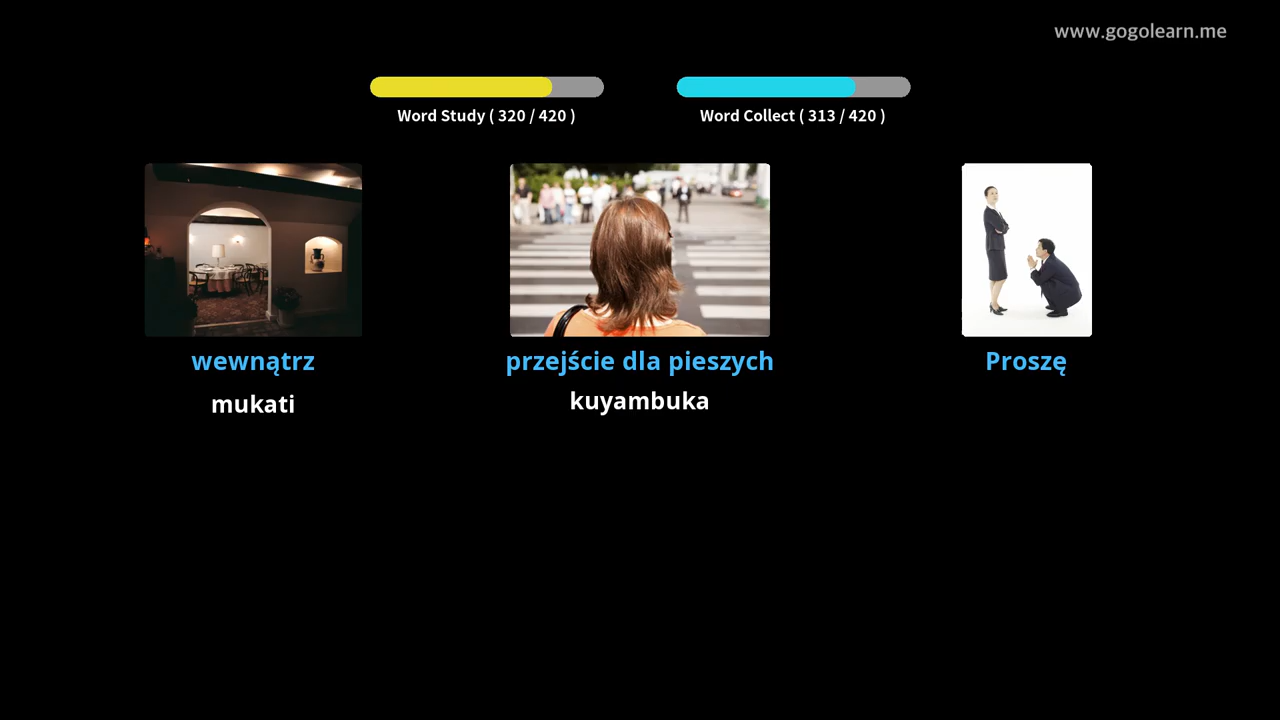 www.gogolearn.me
Word Study ( 320 / 420 )
Word Collect ( 313 / 420 )
wewnątrz
przejście dla pieszych
Proszę
mukati
kuyambuka